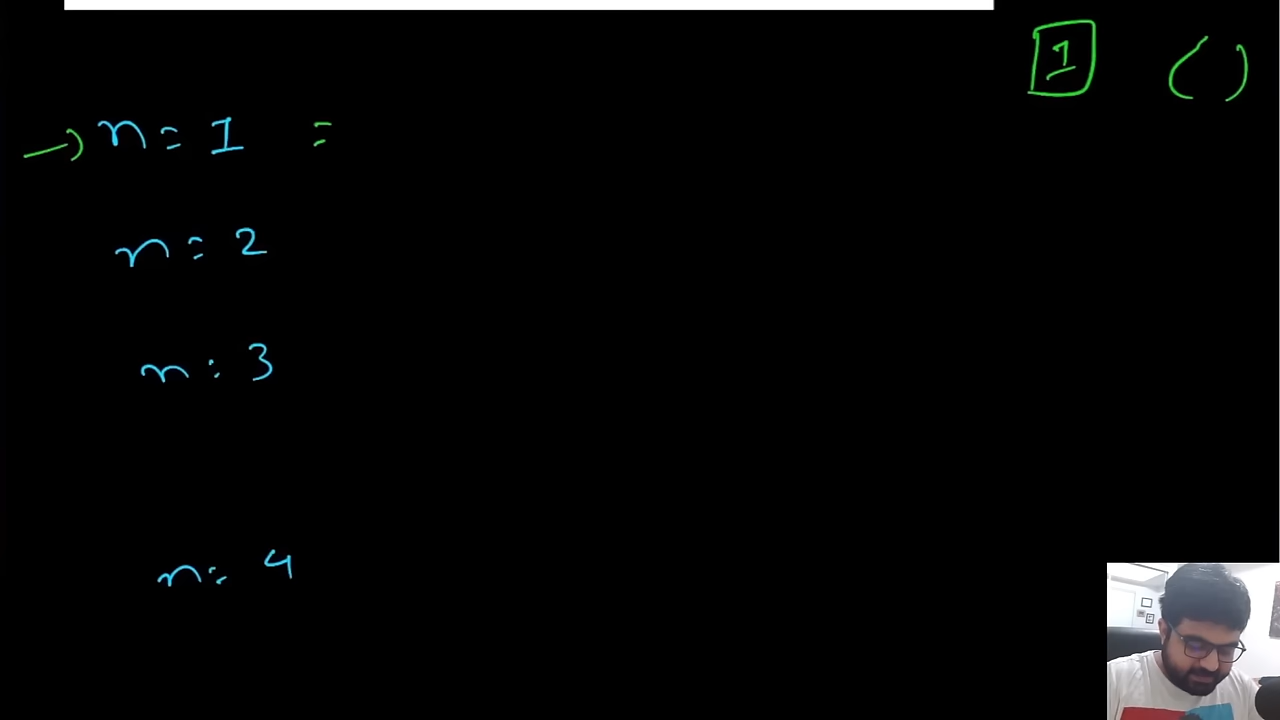 1 ( )
→ n = 1 =
n = 2
n = 3
n = 4